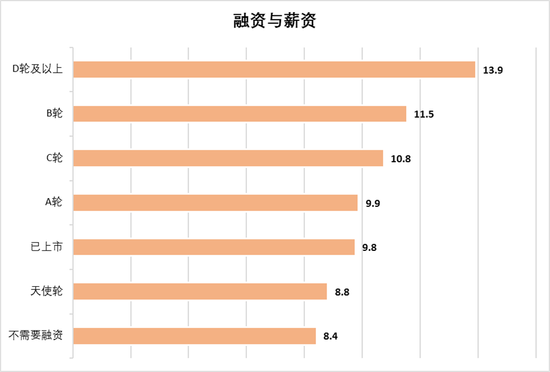 融资与薪资
D轮及以上 13.9
B轮 11.5
C轮 10.8
A轮 9.9
已上市 9.8
天使轮 8.8
不需要融资 8.4